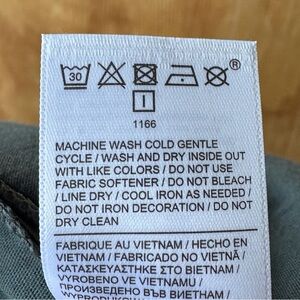 30
®
I
1166
MACHINE WASH COLD GENTLE
CYCLE / WASH AND DRY INSIDE OUT
WITH LIKE COLORS / DO NOT USE
FABRIC SOFTENER / DO NOT BLEACH
/ LINE DRY / COOL IRON AS NEEDED /
DO NOT IRON DECORATION / DO NOT
DRY CLEAN
FABRIQUE AU VIETNAM / HECHO EN
VIETNAM / FABRICADO NO VIETNÃ /
ΚΑΤΑΣΚΕΥΑΣΤΗΚΕ ΣΤΟ ΒΙΕΤΝΑΜ /
VYROBENO VE VIETNAMU /
ПРОИЗВЕДЕНО ВЪВ ВИЕТНАМ /
WYPRODUKOWANO W